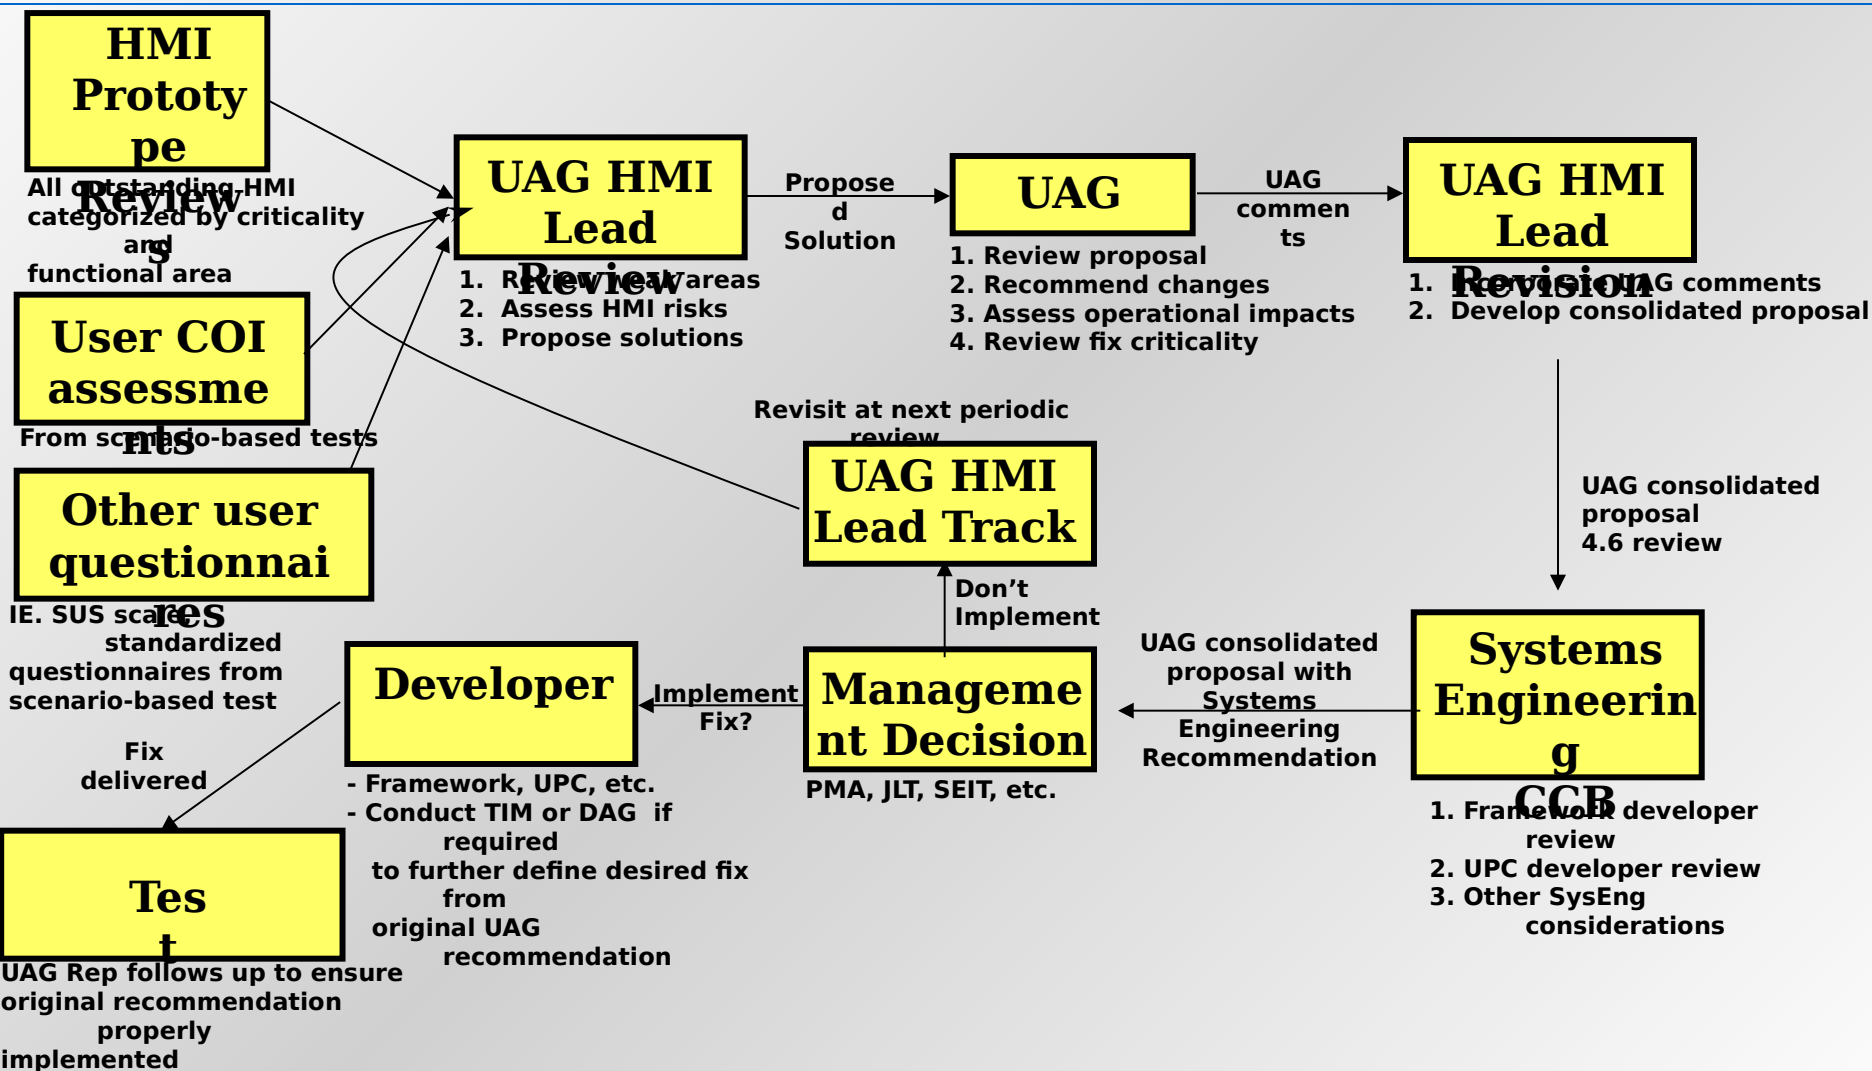 HMI
Prototy
pe
Review
s
All outstanding HMI
categorized by criticality
and
functional area
User COI
assessme
nts
From scenario-based tests
Other user
questionnai
res
IE. SUS scale,
standardized
questionnaires from
scenario-based test
UAG HMI
Lead
Review
1. Review weak areas
2. Assess HMI risks
3. Propose solutions
Propose
d
Solution
UAG
1. Review proposal
2. Recommend changes
3. Assess operational impacts
4. Review fix criticality
UAG
commen
ts
UAG HMI
Lead
Revision
1. Incorporate UAG comments
2. Develop consolidated proposal
UAG consolidated
proposal
4.6 review
Systems
Engineerin
g
CCB
1. Framework developer
review
2. UPC developer review
3. Other SysEng
considerations
UAG consolidated
proposal with
Systems
Engineering
Recommendation
Manageme
nt Decision
PMA, JLT, SEIT, etc.
Don’t
Implement
Revisit at next periodic
review
UAG HMI
Lead Track
Implement
Fix?
Developer
- Framework, UPC, etc.
- Conduct TIM or DAG if
required
to further define desired fix
from
original UAG
recommendation
Fix
delivered
Tes
t
UAG Rep follows up to ensure
original recommendation
properly
implemented